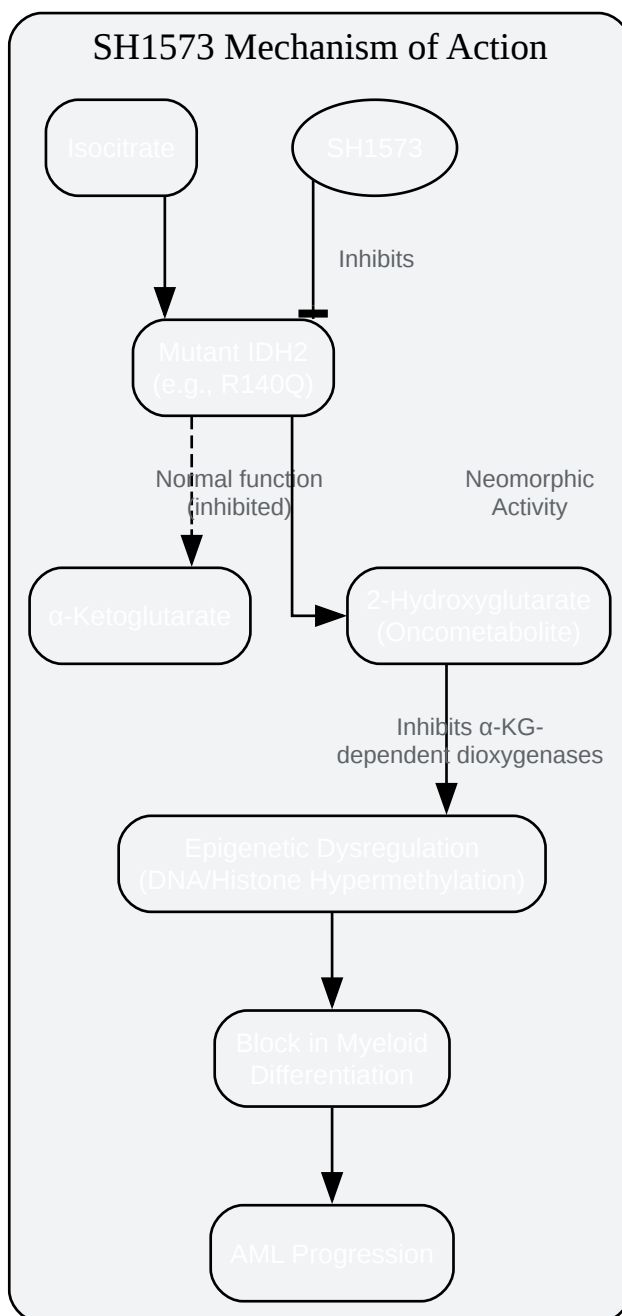 SH1573 Mechanism of Action
Isocitrate
SH1573
Inhibits
Mutant IDH2
(e.g., R140Q)
Normal function
(inhibited)
Neomorphic
Activity
α-Ketoglutarate
2-Hydroxyglutarate
(Oncometabolite)
Inhibits α-KG-
dependent dioxygenases
Epigenetic Dysregulation
(DNA/Histone Hypermethylation)
Block in Myeloid
Differentiation
AML Progression